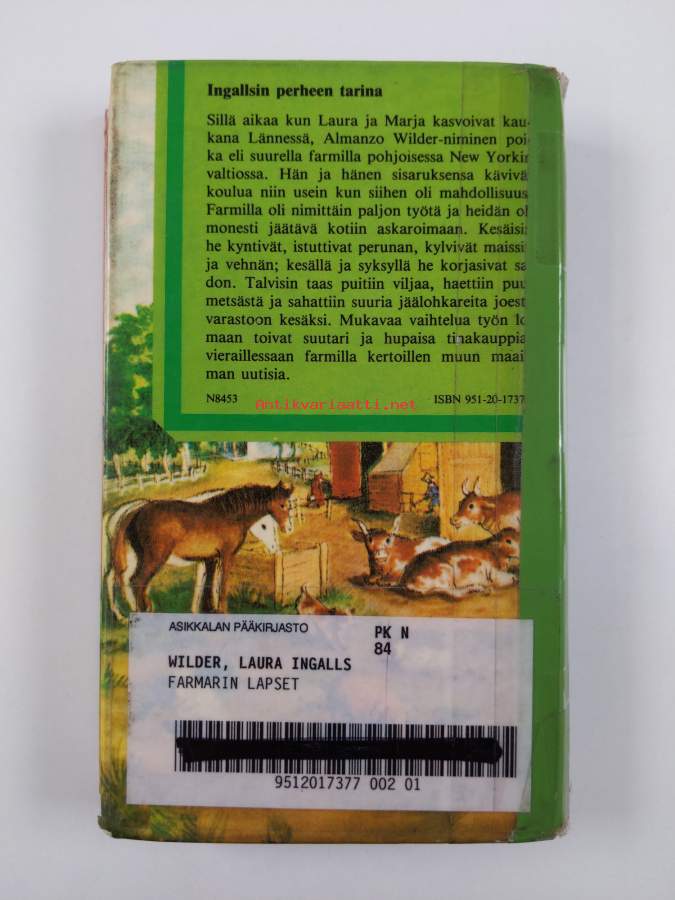 Ingallsin perheen tarina
Sillä aikaa kun Laura ja Marja kasvoivat kau-
kana Lännessä, Almanzo Wilder-niminen poi-
ka eli suurella farmilla pohjoisessa New Yorkin
valtiossa. Hän ja hänen sisaruksensa kävivä
koulua niin usein kun siihen oli mahdollisuus
Farmilla oli nimittäin paljon työtä ja heidän ol
monesti jäätävä kotiin askaroimaan. Kesäisi
he kyntivät, istuttivat perunan, kylvivät maissi
ja vehnän; kesällä ja syksyllä he korjasivat sa
don. Talvisin taas puitiin viljaa, haettiin puu
metsästä ja sahattiin suuria jäälohkareita joest
varastoon kesäksi. Mukavaa vaihtelua työn lo
maan toivat suutari ja hupaisa tinakauppia
vieraillessaan farmilla kertoillen muun maail
man uutisia.
N8453 ISBN 951-20-1737
Antikvariaatti.net
ASIKKALAN PÄÄKIRJASTO PK N
84
WILDER, LAURA INGALLS
FARMARIN LAPSET
9512017377 002 01